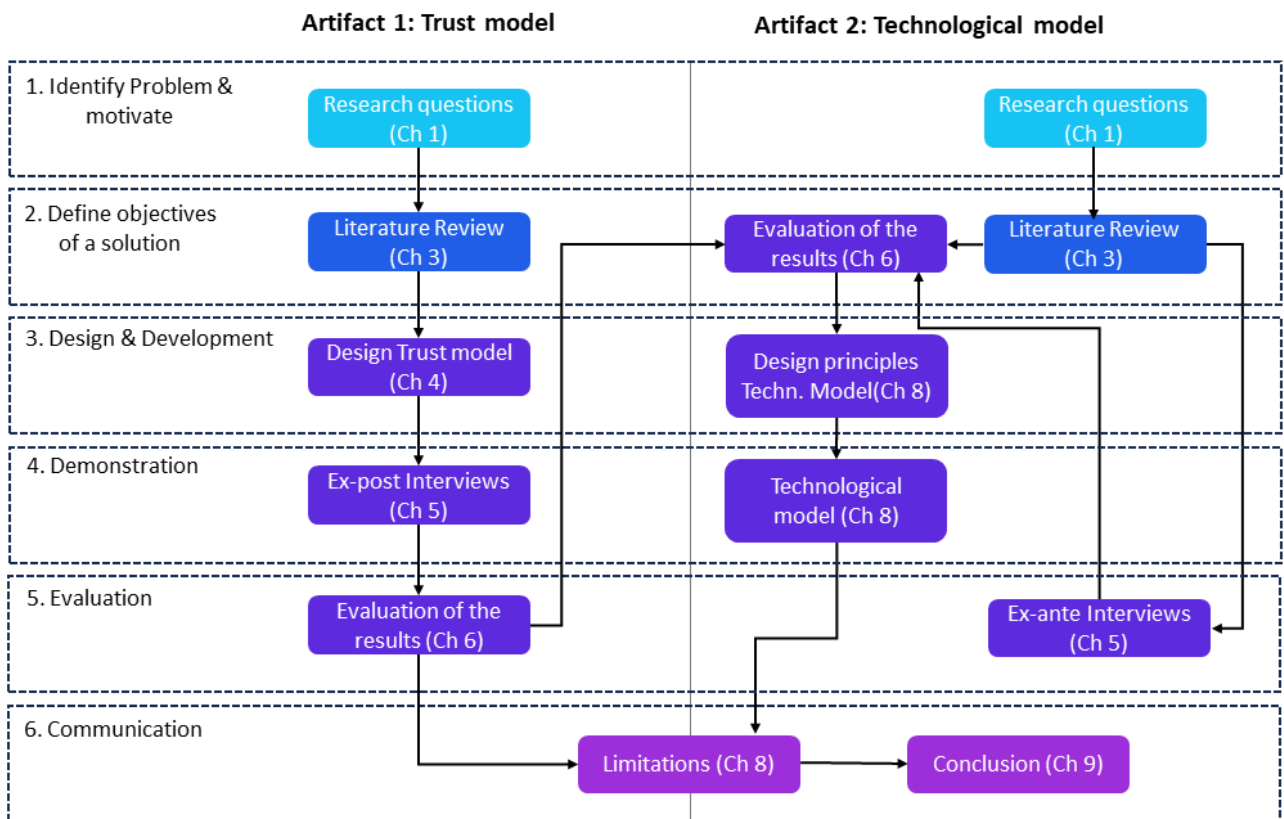 Artifact 1: Trust model
Artifact 2: Technological model
1. Identify Problem &
motivate
Research questions
(Ch 1)
Research questions
(Ch 1)
2. Define objectives
of a solution
Literature Review
(Ch 3)
Evaluation of the
results (Ch 6)
Literature Review
(Ch 3)
3. Design & Development
Design Trust model
(Ch 4)
Design principles
Techn. Model(Ch 8)
4. Demonstration
Ex-post Interviews
(Ch 5)
Technological
model (Ch 8)
5. Evaluation
Evaluation of the
results (Ch 6)
Ex-ante Interviews
(Ch 5)
6. Communication
Limitations (Ch 8)
Conclusion (Ch 9)